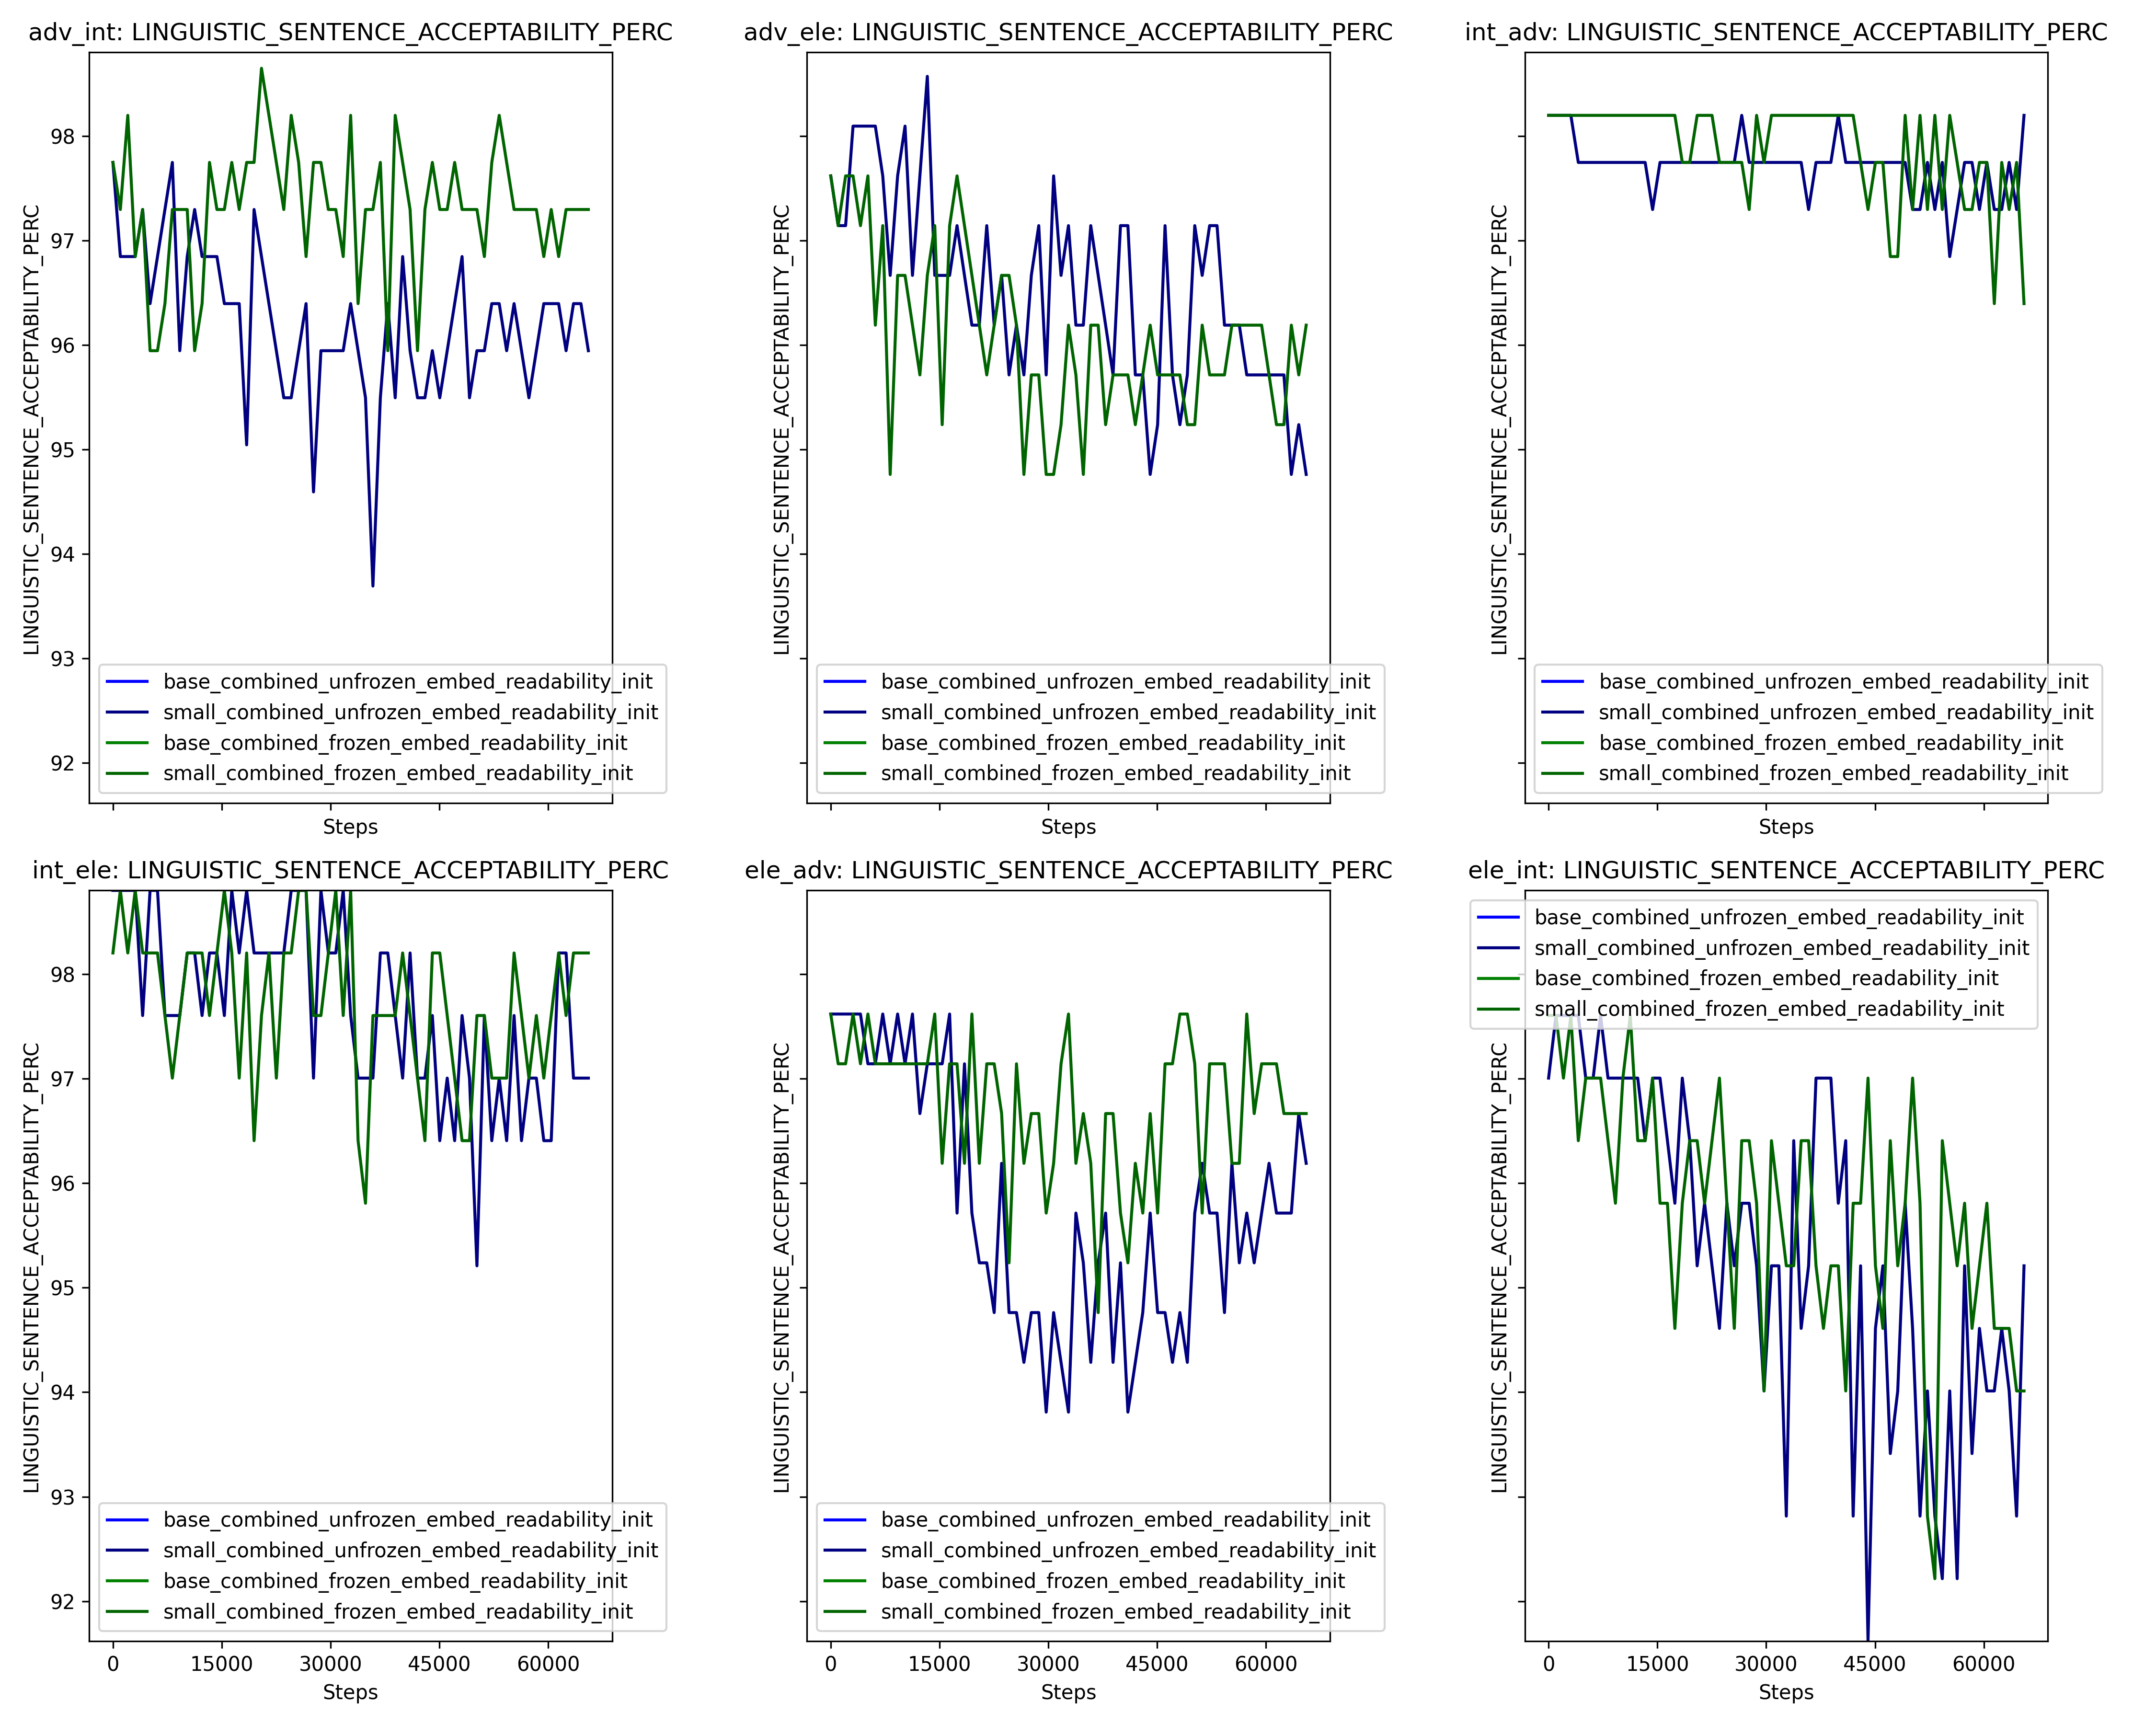 adv_int: LINGUISTIC_SENTENCE_ACCEPTABILITY_PERC
LINGUISTIC_SENTENCE_ACCEPTABILITY_PERC
98
97
96
95
94
93
92
base_combined_unfrozen_embed_readability_init
small_combined_unfrozen_embed_readability_init
base_combined_frozen_embed_readability_init
small_combined_frozen_embed_readability_init
Steps
adv_ele: LINGUISTIC_SENTENCE_ACCEPTABILITY_PERC
LINGUISTIC_SENTENCE_ACCEPTABILITY_PERC
base_combined_unfrozen_embed_readability_init
small_combined_unfrozen_embed_readability_init
base_combined_frozen_embed_readability_init
small_combined_frozen_embed_readability_init
Steps
int_adv: LINGUISTIC_SENTENCE_ACCEPTABILITY_PERC
LINGUISTIC_SENTENCE_ACCEPTABILITY_PERC
base_combined_unfrozen_embed_readability_init
small_combined_unfrozen_embed_readability_init
base_combined_frozen_embed_readability_init
small_combined_frozen_embed_readability_init
Steps
int_ele: LINGUISTIC_SENTENCE_ACCEPTABILITY_PERC
LINGUISTIC_SENTENCE_ACCEPTABILITY_PERC
98
97
96
95
94
93
92
base_combined_unfrozen_embed_readability_init
small_combined_unfrozen_embed_readability_init
base_combined_frozen_embed_readability_init
small_combined_frozen_embed_readability_init
0 15000 30000 45000 60000
Steps
ele_adv: LINGUISTIC_SENTENCE_ACCEPTABILITY_PERC
LINGUISTIC_SENTENCE_ACCEPTABILITY_PERC
base_combined_unfrozen_embed_readability_init
small_combined_unfrozen_embed_readability_init
base_combined_frozen_embed_readability_init
small_combined_frozen_embed_readability_init
0 15000 30000 45000 60000
Steps
ele_int: LINGUISTIC_SENTENCE_ACCEPTABILITY_PERC
base_combined_unfrozen_embed_readability_init
small_combined_unfrozen_embed_readability_init
base_combined_frozen_embed_readability_init
small_combined_frozen_embed_readability_init
LINGUISTIC_SENTENCE_ACCEPTABILITY_PERC
0 15000 30000 45000 60000
Steps